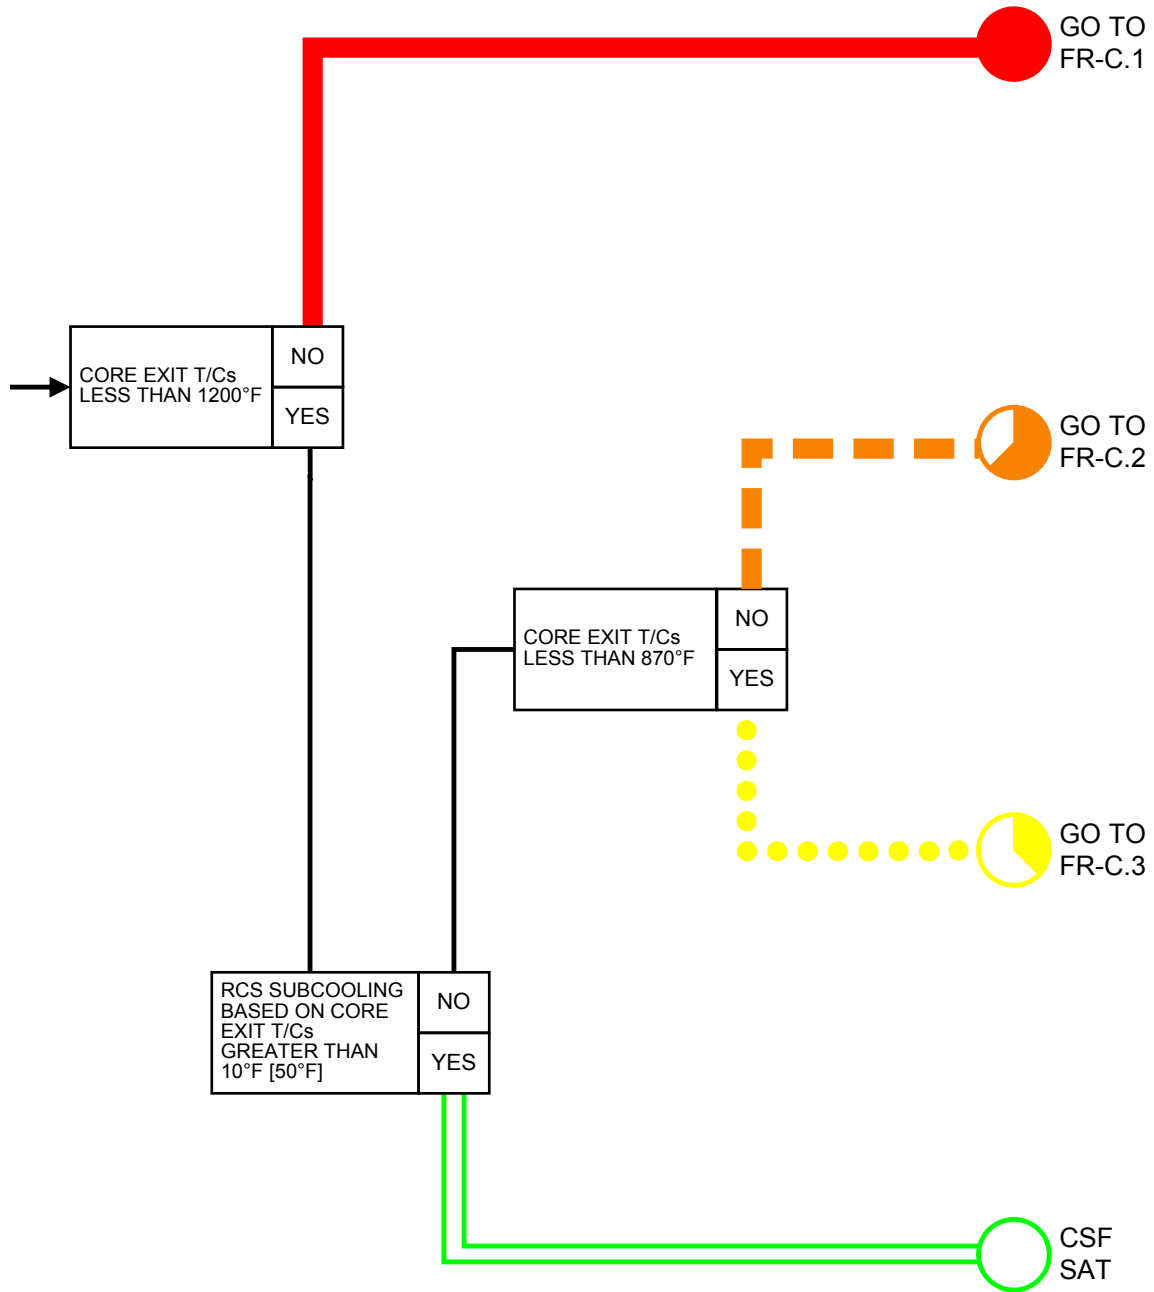 GO TO
FR-C.1
CORE EXIT T/Cs
LESS THAN 1200°F
NO
YES
GO TO
FR-C.2
CORE EXIT T/Cs
LESS THAN 870°F
NO
YES
GO TO
FR-C.3
RCS SUBCOOLING
BASED ON CORE
EXIT T/Cs
GREATER THAN
10°F [50°F]
NO
YES
CSF
SAT